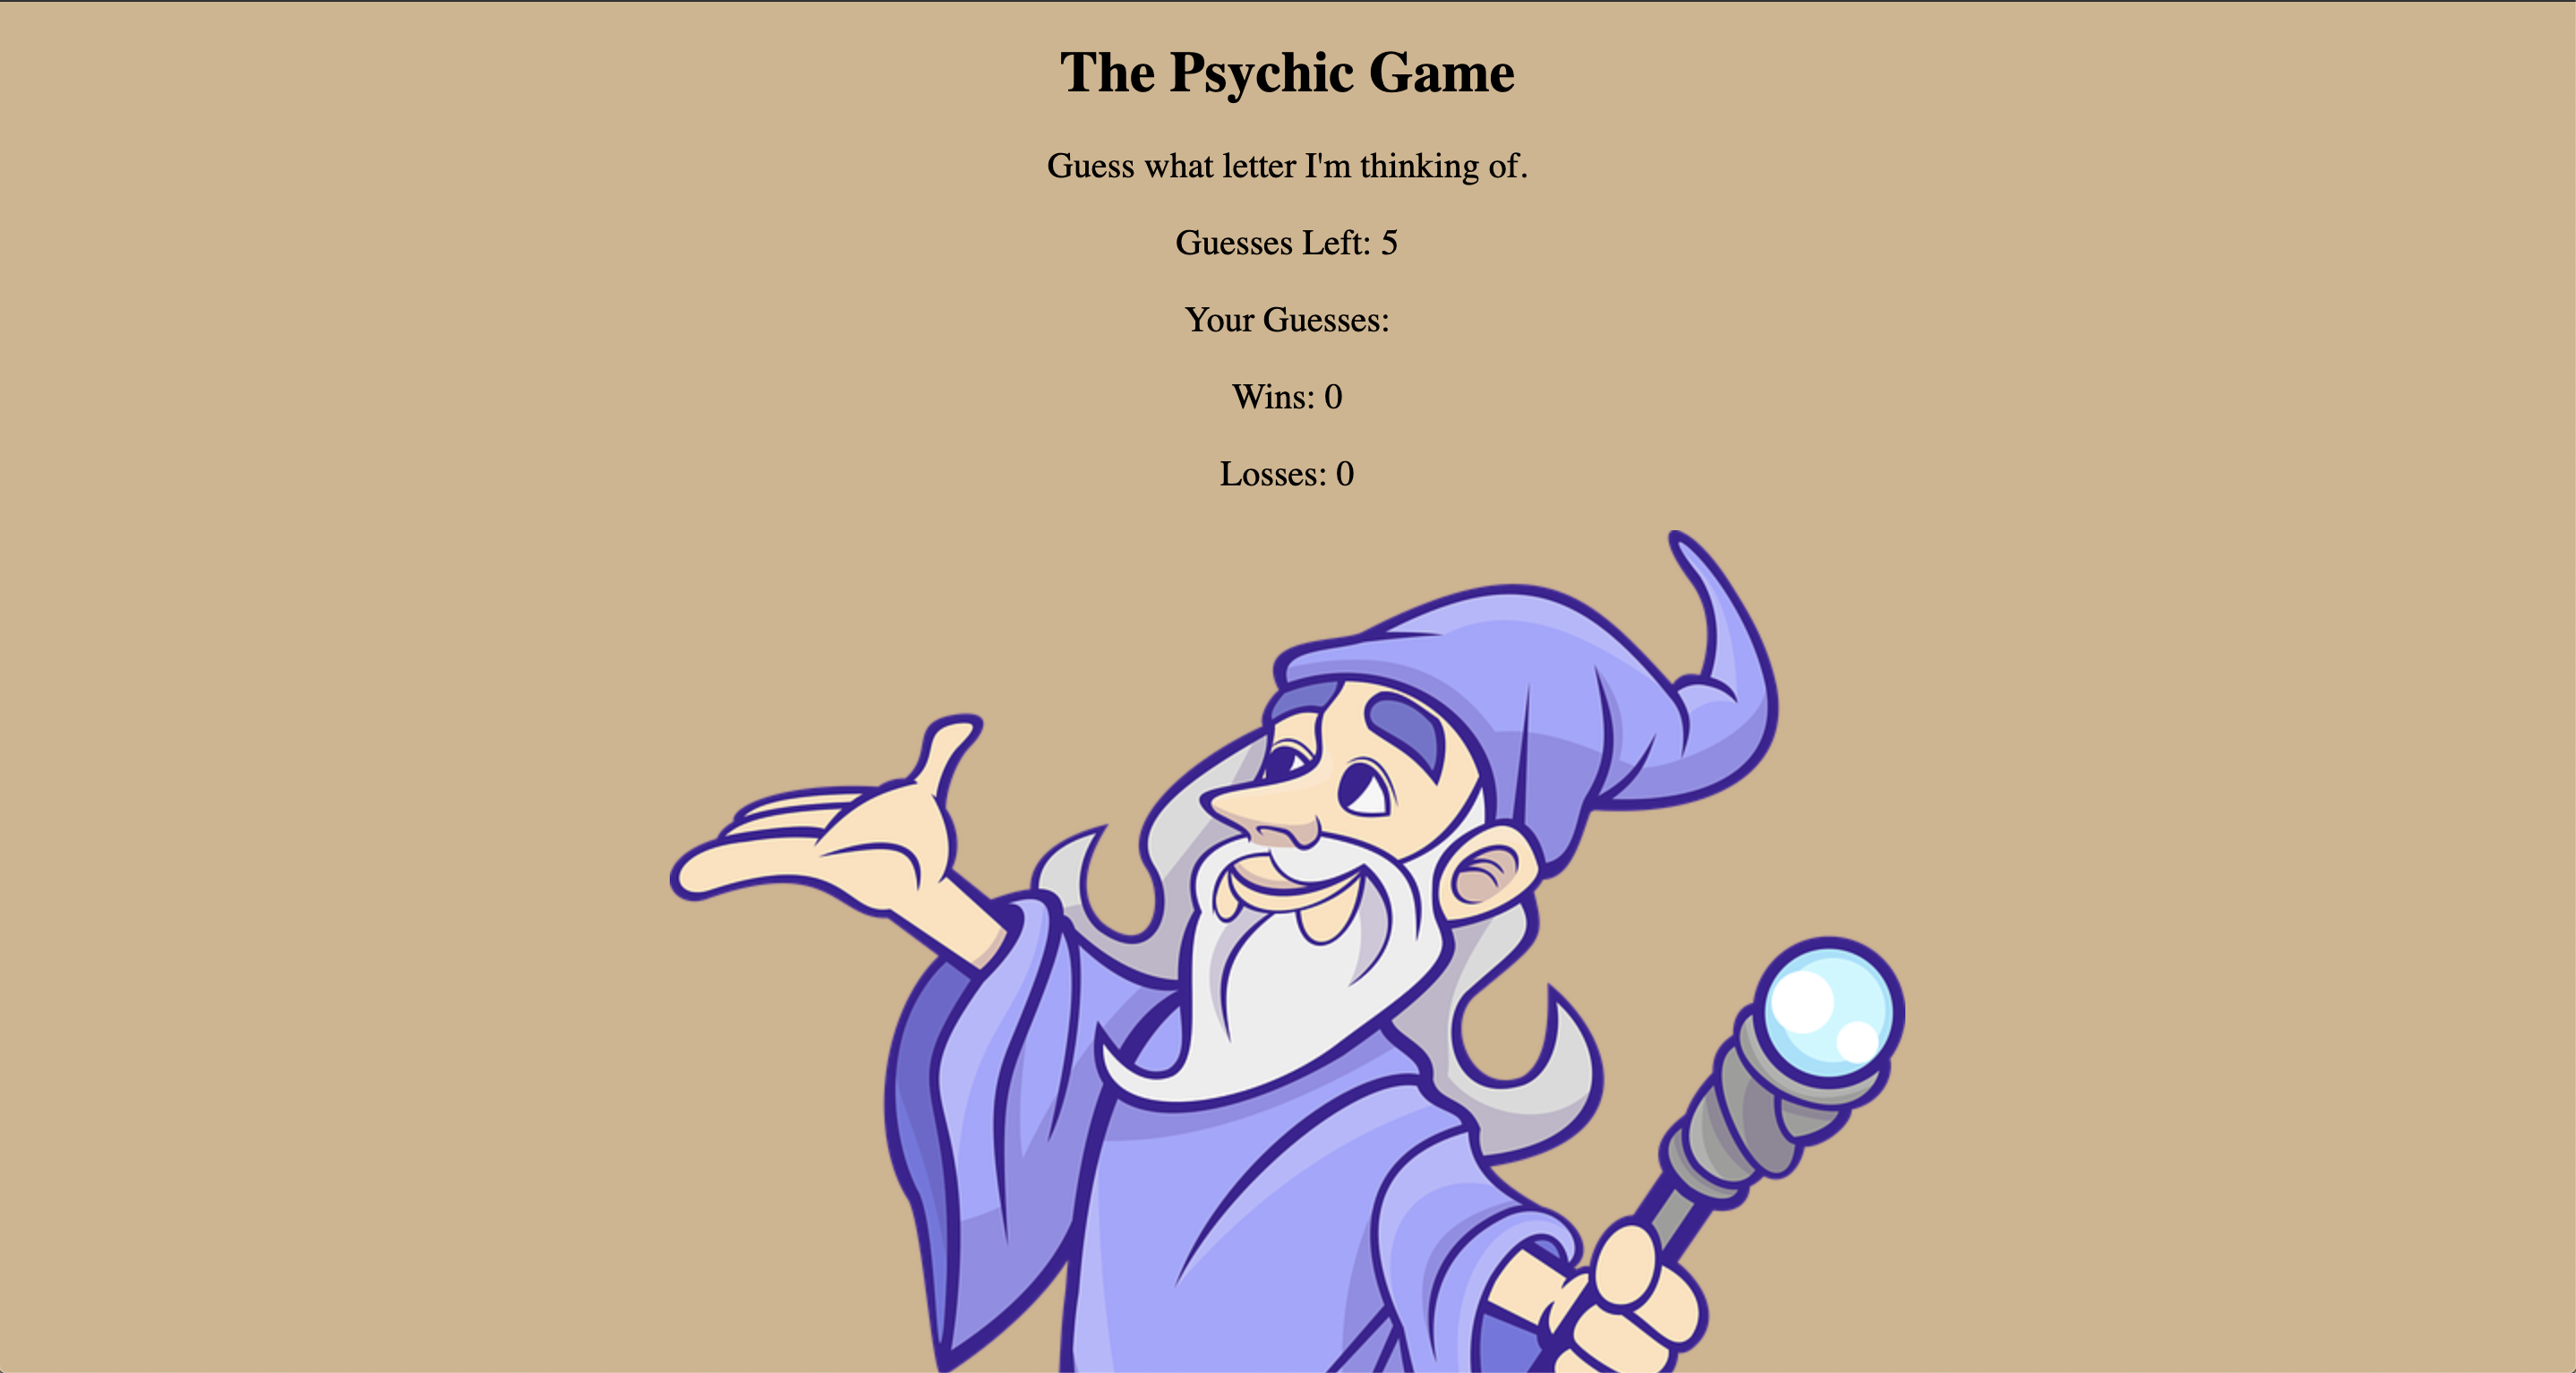 The Psychic Game
Guess what letter I'm thinking of.
Guesses Left: 5
Your Guesses:
Wins: 0
Losses: 0